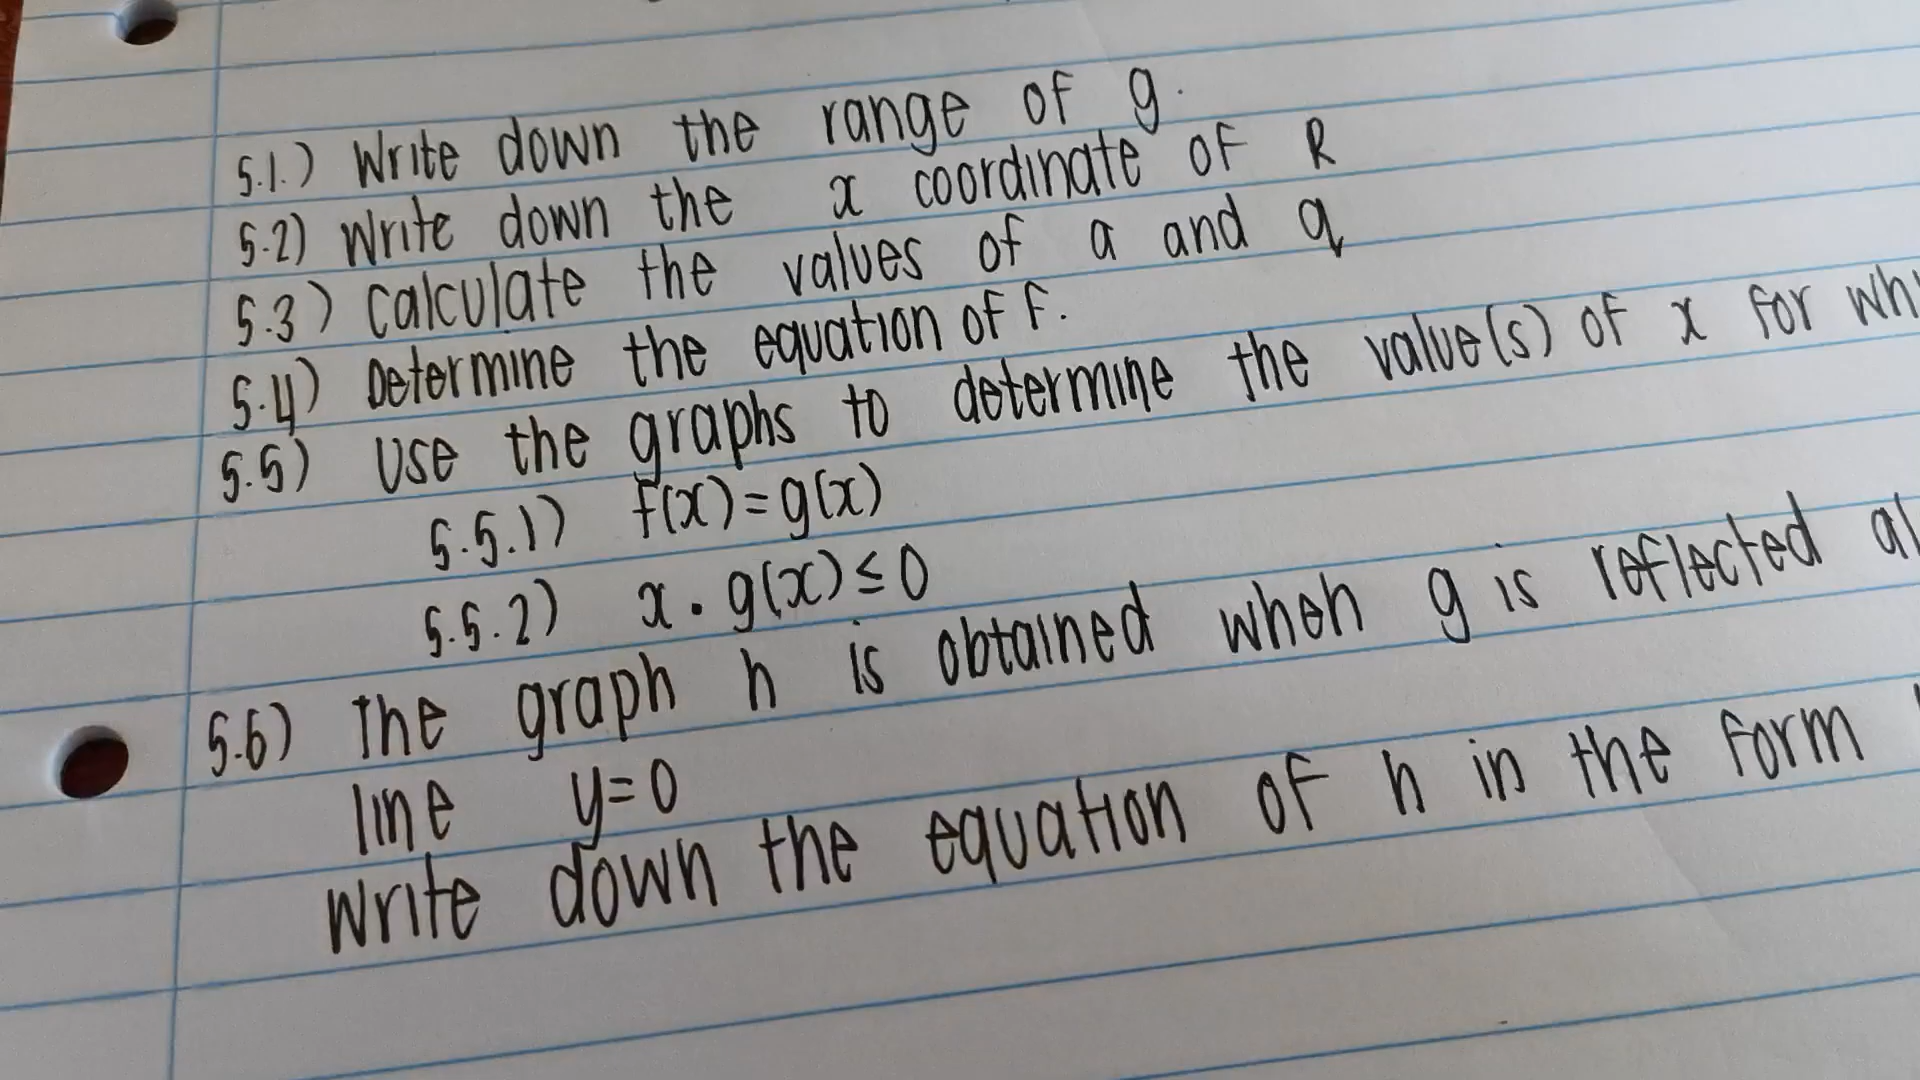 5.1.) Write down the range of g.
5.2) Write down the x coordinate of R
5.3) Calculate the values of a and q
5.4) Determine the equation of f.
5.5) Use the graphs to determine the value(s) of x for
5.5.1) f(x)=g(x)
5.5.2) x . g(x) ≤ 0
5.6) The graph h is obtained when g is reflected
line y=0
Write down the equation of h in the form